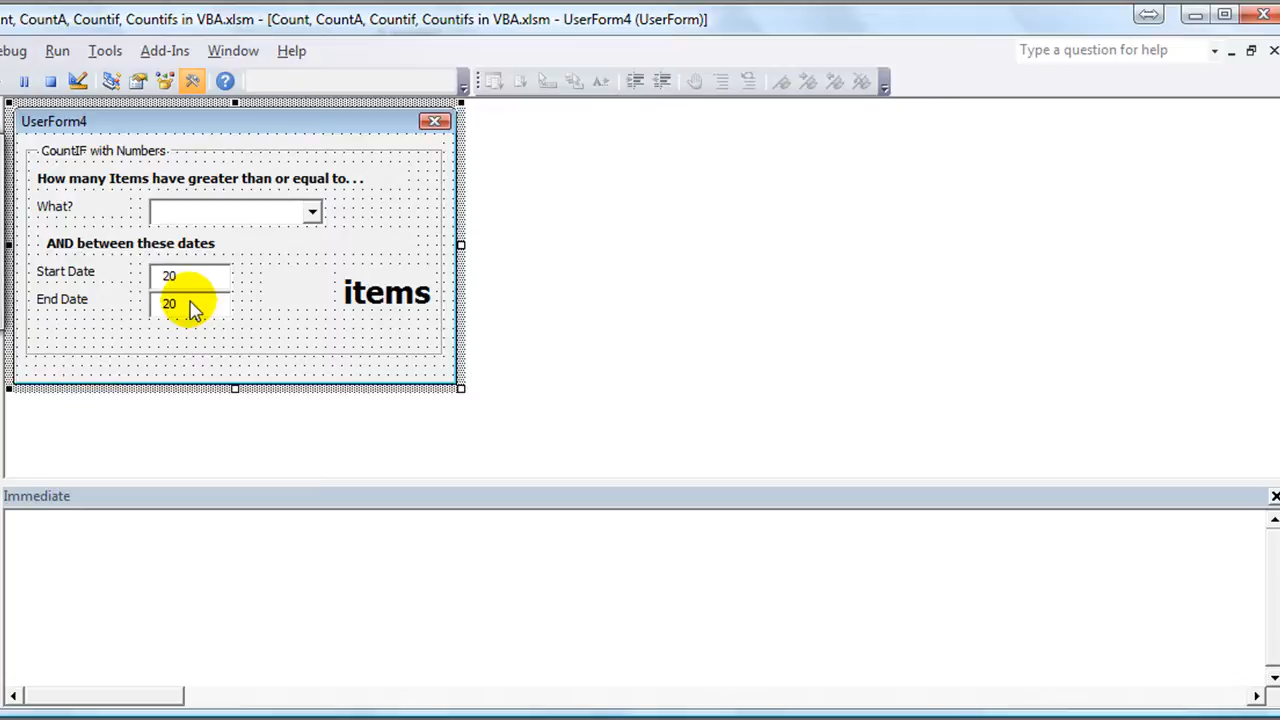 nt, CountA, Countif, Countifs in VBA.xlsm - [Count, CountA, Countif, Countifs in VBA.xlsm - UserForm4 (UserForm)]
ebug Run Tools Add-Ins Window Help Type a question for help
UserForm4
CountIF with Numbers
How many Items have greater than or equal to. . .
What?
AND between these dates
Start Date 20
items
End Date 20
Immediate